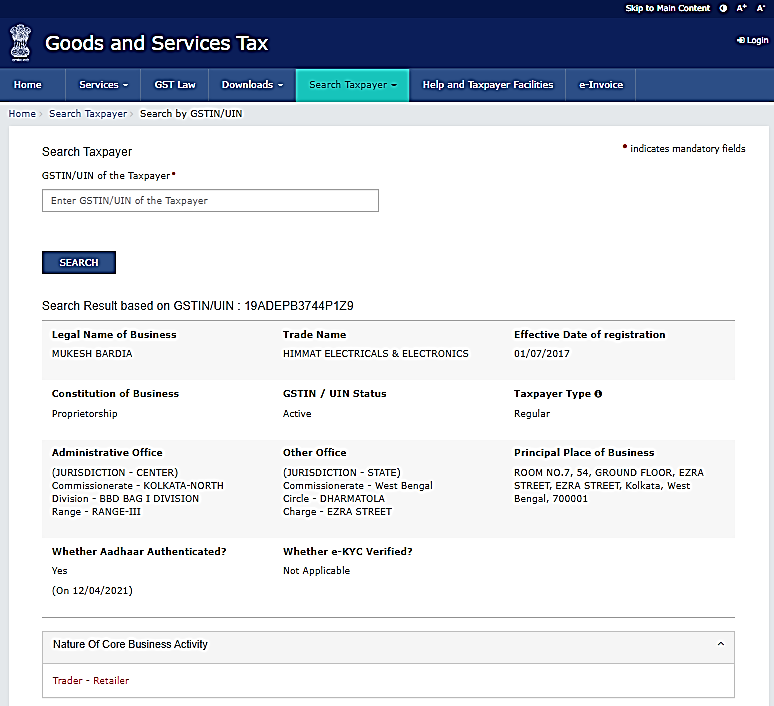 Skip to Main Content A+ A-
Goods and Services Tax
Login
Home Services GST Law Downloads Search Taxpayer Help and Taxpayer Facilities e-Invoice
Home Search Taxpayer Search by GSTIN/UIN
Search Taxpayer
• indicates mandatory fields
GSTIN/UIN of the Taxpayer•
Enter GSTIN/UIN of the Taxpayer
SEARCH
Search Result based on GSTIN/UIN : 19ADEPB3744P1Z9
Legal Name of Business Trade Name Effective Date of registration
MUKESH BARDIA HIMMAT ELECTRICALS & ELECTRONICS 01/07/2017
Constitution of Business GSTIN / UIN Status Taxpayer Type
Proprietorship Active Regular
Administrative Office Other Office Principal Place of Business
(JURISDICTION - CENTER) (JURISDICTION - STATE) ROOM NO.7, 54, GROUND FLOOR, EZRA
Commissionerate - KOLKATA-NORTH Commissionerate - West Bengal STREET, EZRA STREET, Kolkata, West
Division - BBD BAG I DIVISION Circle - DHARMATOLA Bengal, 700001
Range - RANGE-III Charge - EZRA STREET
Whether Aadhaar Authenticated? Whether e-KYC Verified?
Yes Not Applicable
(On 12/04/2021)
Nature Of Core Business Activity
Trader - Retailer